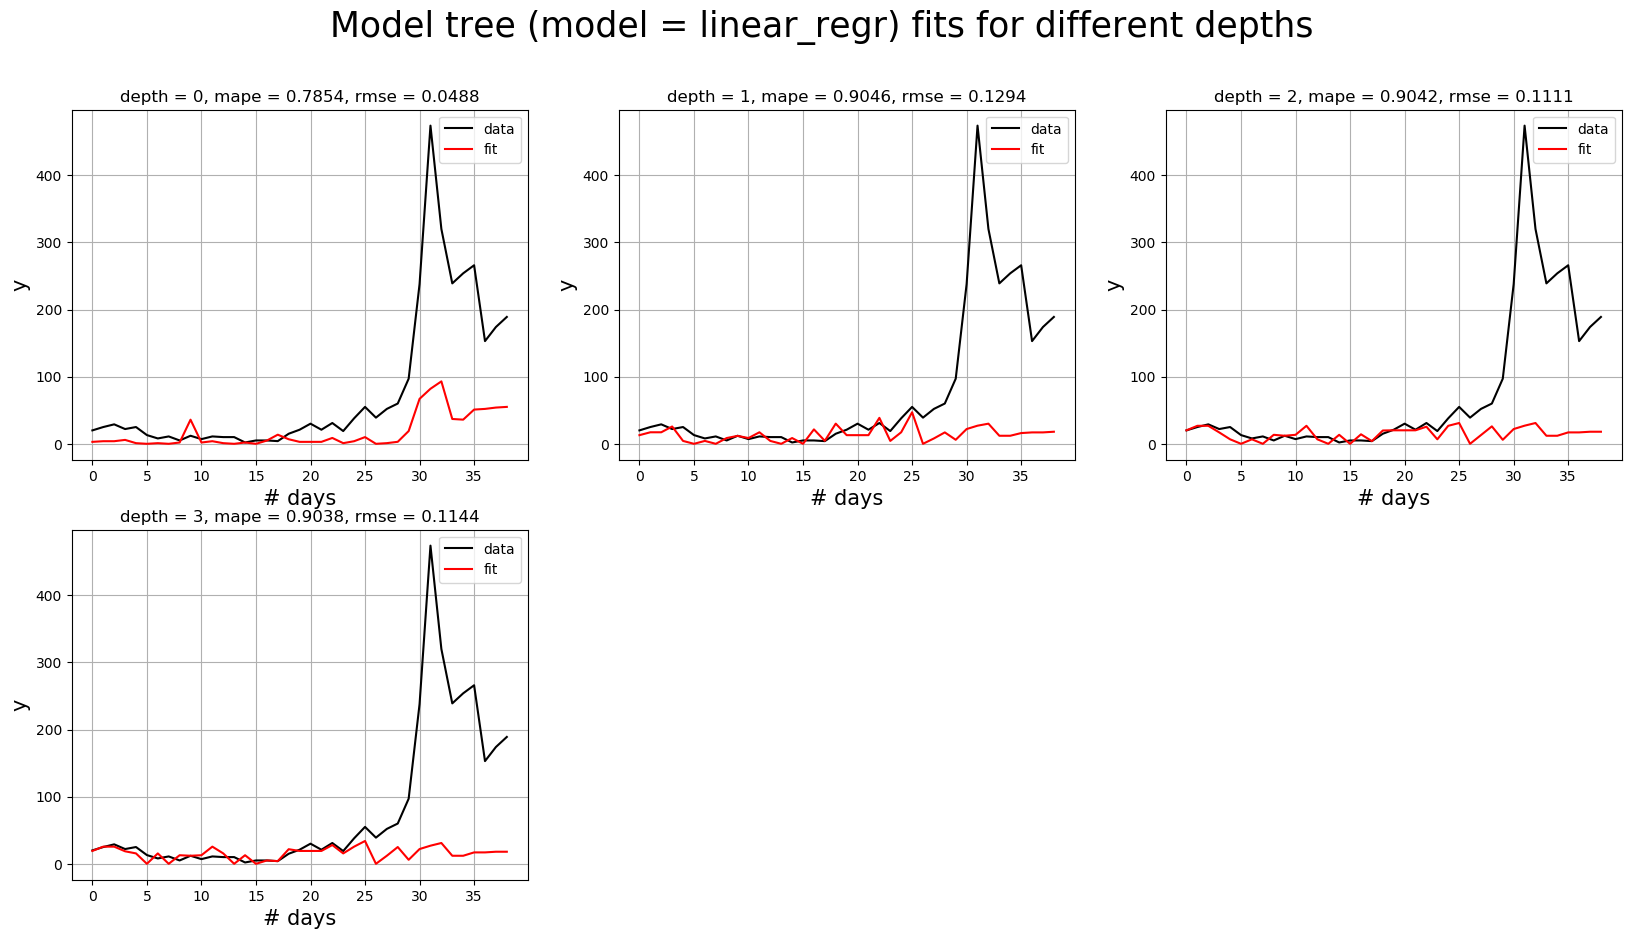 Model tree (model = linear_regr) fits for different depths
depth = 0, mape = 0.7854, rmse = 0.0488
data
fit
400
300
200
100
0
y
0 5 10 15 20 25 30 35
# days
depth = 1, mape = 0.9046, rmse = 0.1294
data
fit
400
300
200
100
0
y
0 5 10 15 20 25 30 35
# days
depth = 2, mape = 0.9042, rmse = 0.1111
data
fit
400
300
200
100
0
y
0 5 10 15 20 25 30 35
# days
depth = 3, mape = 0.9038, rmse = 0.1144
data
fit
400
300
200
100
0
y
0 5 10 15 20 25 30 35
# days